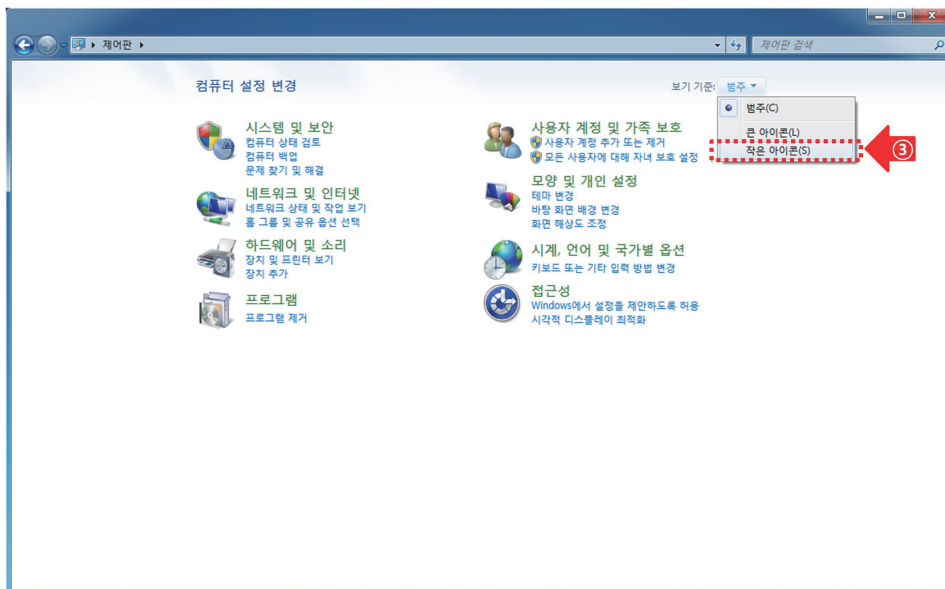 제어판
제어판 검색
컴퓨터 설정 변경
보기 기준: 범주
범주(C)
큰 아이콘(L)
작은 아이콘(S)
③
시스템 및 보안
컴퓨터 상태 검토
컴퓨터 백업
문제 찾기 및 해결
네트워크 및 인터넷
네트워크 상태 및 작업 보기
홈 그룹 및 공유 옵션 선택
하드웨어 및 소리
장치 및 프린터 보기
장치 추가
프로그램
프로그램 제거
사용자 계정 및 가족 보호
사용자 계정 추가 또는 제거
모든 사용자에 대해 자녀 보호 설정
모양 및 개인 설정
테마 변경
바탕 화면 배경 변경
화면 해상도 조정
시계, 언어 및 국가별 옵션
키보드 또는 기타 입력 방법 변경
접근성
Windows에서 설정을 제안하도록 허용
시각적 디스플레이 최적화